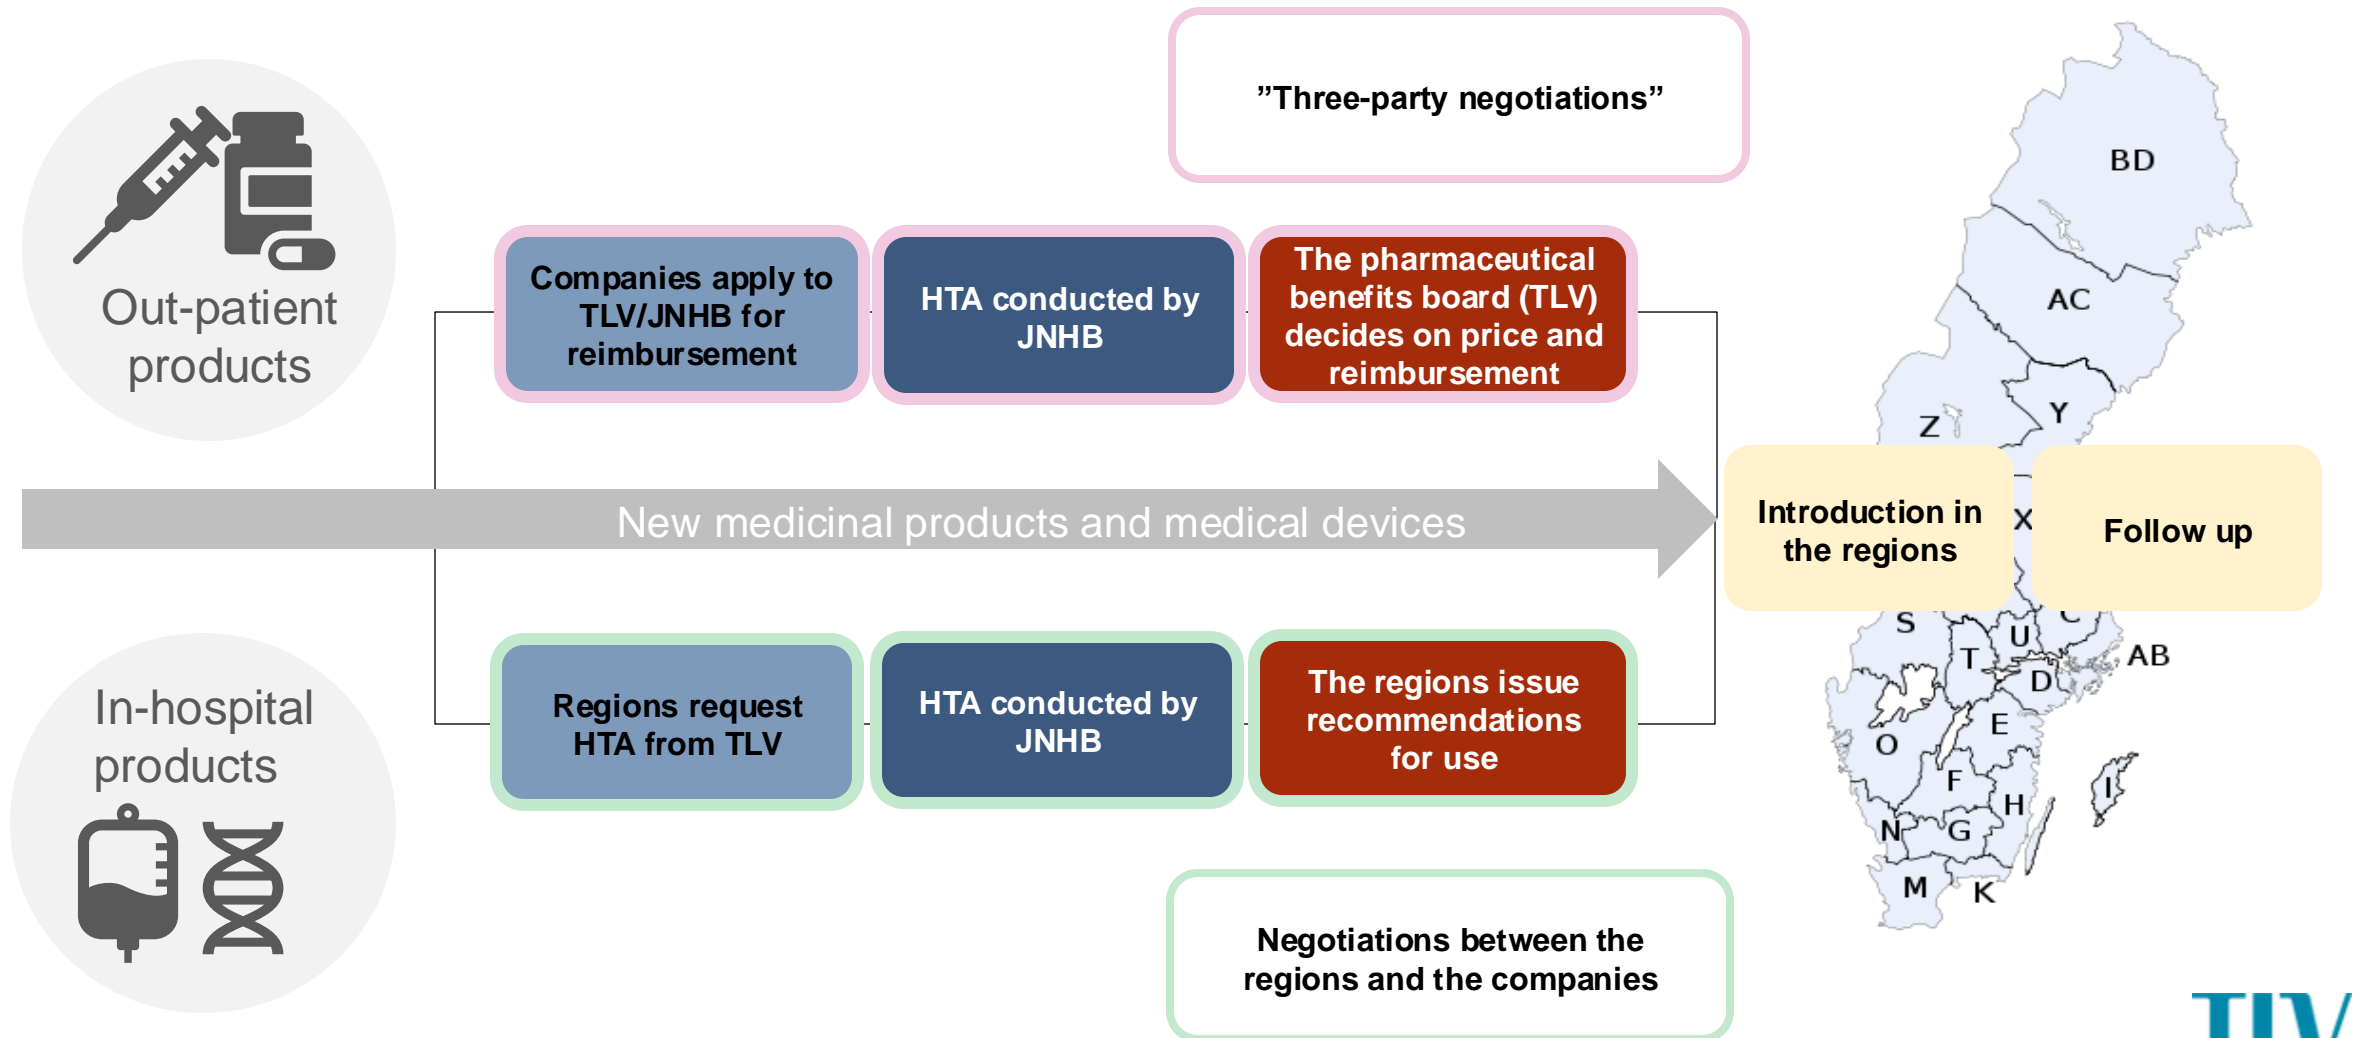 ”Three-party negotiations”
Out-patient
products
Companies apply to
TLV/JNHB for
reimbursement
HTA conducted by
JNHB
The pharmaceutical
benefits board (TLV)
decides on price and
reimbursement
New medicinal products and medical devices
Introduction in
the regions
Follow up
In-hospital
products
Regions request
HTA from TLV
HTA conducted by
JNHB
The regions issue
recommendations
for use
Negotiations between the
regions and the companies
BD
AC
Y
Z
X
S
C
U
AB
T
D
E
O
F
I
H
N
G
M
K
TLV